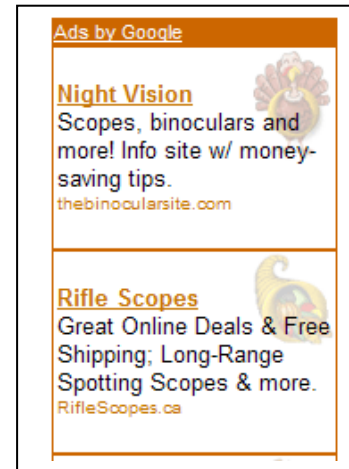 Ads by Google
Night Vision
Scopes, binoculars and
more! Info site w/ money-
saving tips.
thebinocularsite.com
Rifle Scopes
Great Online Deals & Free
Shipping; Long-Range
Spotting Scopes & more.
RifleScopes.ca